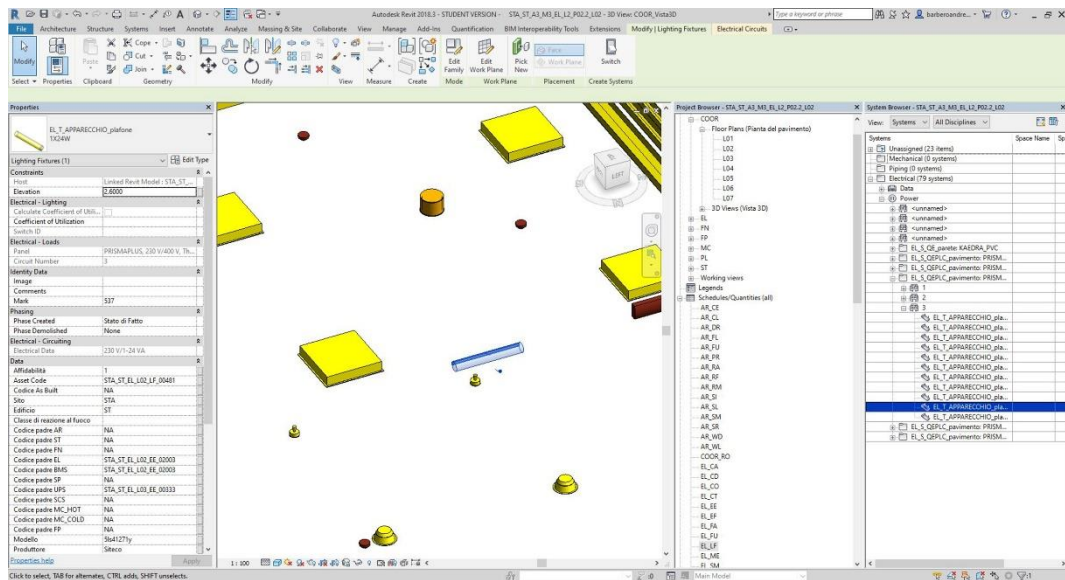 Autodesk Revit 2018.3 - STUDENT VERSION - STA_ST_A3_M3_EL_L2_P02.2_L02 - 3D View: COOR_Vista3D
Type a keyword or phrase
barberoandre...
File Architecture Structure Systems Insert Annotate Analyze Massing & Site Collaborate View Manage Add-Ins Quantification BIM Interoperability Tools Extensions Modify | Lighting Fixtures Electrical Circuits
Modify
Paste
Cope
Cut
Join
Edit Family
Edit Work Plane
Pick New
Face
Work Plane
Switch
Select Properties Clipboard Geometry Modify View Measure Create Mode Work Plane Placement Create Systems
Properties
EL_T_APPARECCHIO_plafone
1X24W
Lighting Fixtures (1)
Edit Type
Constraints
Host Linked Revit Model : STA_ST_...
Elevation 2.6000
Electrical - Lighting
Calculate Coefficient of Utili...
Coefficient of Utilization
Switch ID
Electrical - Loads
Panel PRISMAPLUS, 230 V/400 V, Th...
Circuit Number 3
Identity Data
Image
Comments
Mark 537
Phasing
Phase Created Stato di Fatto
Phase Demolished None
Electrical - Circuiting
Electrical Data 230 V/1-24 VA
Data
Affidabilità 1
Asset Code STA_ST_EL_L02_LF_00481
Codice As Built NA
Sito STA
Edificio ST
Classe di reazione al fuoco
Codice padre AR NA
Codice padre ST NA
Codice padre FN NA
Codice padre EL STA_ST_EL_L02_EE_02003
Codice padre BMS STA_ST_EL_L02_EE_02003
Codice padre SP NA
Codice padre UPS STA_ST_EL_L03_EE_00333
Codice padre SCS NA
Codice padre MC_HOT NA
Codice padre MC_COLD NA
Codice padre FP NA
Modello 5ls41271y
Produttore Siteco
Properties help
Apply
LEFT
1 : 100
Project Browser - STA_ST_A3_M3_EL_L2_P02.2_L02
COOR
Floor Plans (Pianta del pavimento)
L01
L02
L03
L04
L05
L06
L07
3D Views (Vista 3D)
EL
FN
FP
MC
PL
ST
Working views
Legends
Schedules/Quantities (all)
AR_CE
AR_CL
AR_DR
AR_FL
AR_FU
AR_PR
AR_RA
AR_RF
AR_RM
AR_SI
AR_SL
AR_SM
AR_SR
AR_WD
AR_WL
COOR_RO
EL_CA
EL_CD
EL_CO
EL_CT
EL_EE
EL_EF
EL_FA
EL_FU
EL_LF
EL_ME
EL_SM
System Browser - STA_ST_A3_M3_EL_L2_P02.2_L02
View: Systems All Disciplines
Systems Space Name Sp
Unassigned (23 items)
Mechanical (0 systems)
Piping (0 systems)
Electrical (79 systems)
Data
Power
<unnamed>
<unnamed>
<unnamed>
<unnamed>
EL_S_QE_parete: KAEDRA_PVC
EL_S_QEPLC_pavimento: PRISM...
EL_S_QEPLC_pavimento: PRISM...
EL_S_QEPLC_pavimento: PRISM...
1
2
3
EL_T_APPARECCHIO_pla...
EL_T_APPARECCHIO_pla...
EL_T_APPARECCHIO_pla...
EL_T_APPARECCHIO_pla...
EL_T_APPARECCHIO_pla...
EL_T_APPARECCHIO_pla...
EL_T_APPARECCHIO_pla...
EL_T_APPARECCHIO_pla...
EL_T_APPARECCHIO_pla...
EL_T_APPARECCHIO_pla...
EL_T_APPARECCHIO_pla...
EL_S_QEPLC_pavimento: PRISM...
EL_S_QEPLC_pavimento: PRISM...
Click to select, TAB for alternates, CTRL adds, SHIFT unselects.
:0
Main Model
:1